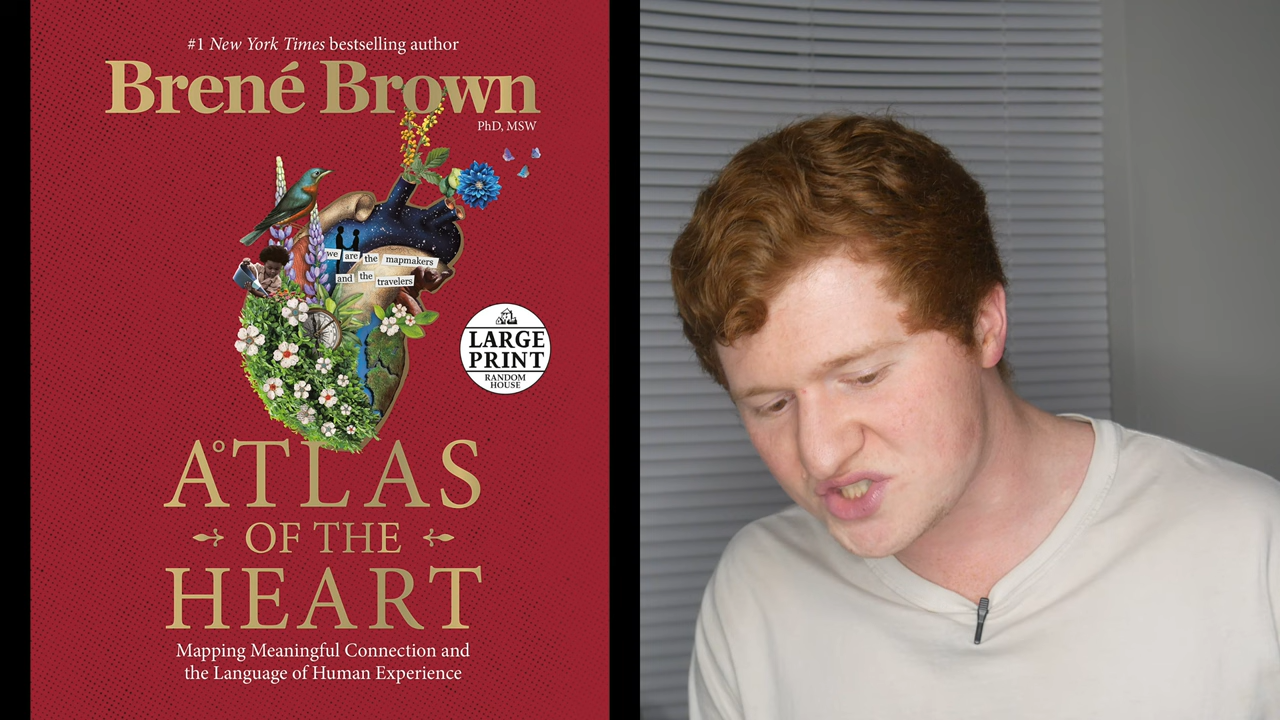 #1 New York Times bestselling author
Brené Brown
PhD, MSW
we are the mapmakers
and the travelers
LARGE
PRINT
RANDOM
HOUSE
ATLAS
OF THE
HEART
Mapping Meaningful Connection and
the Language of Human Experience